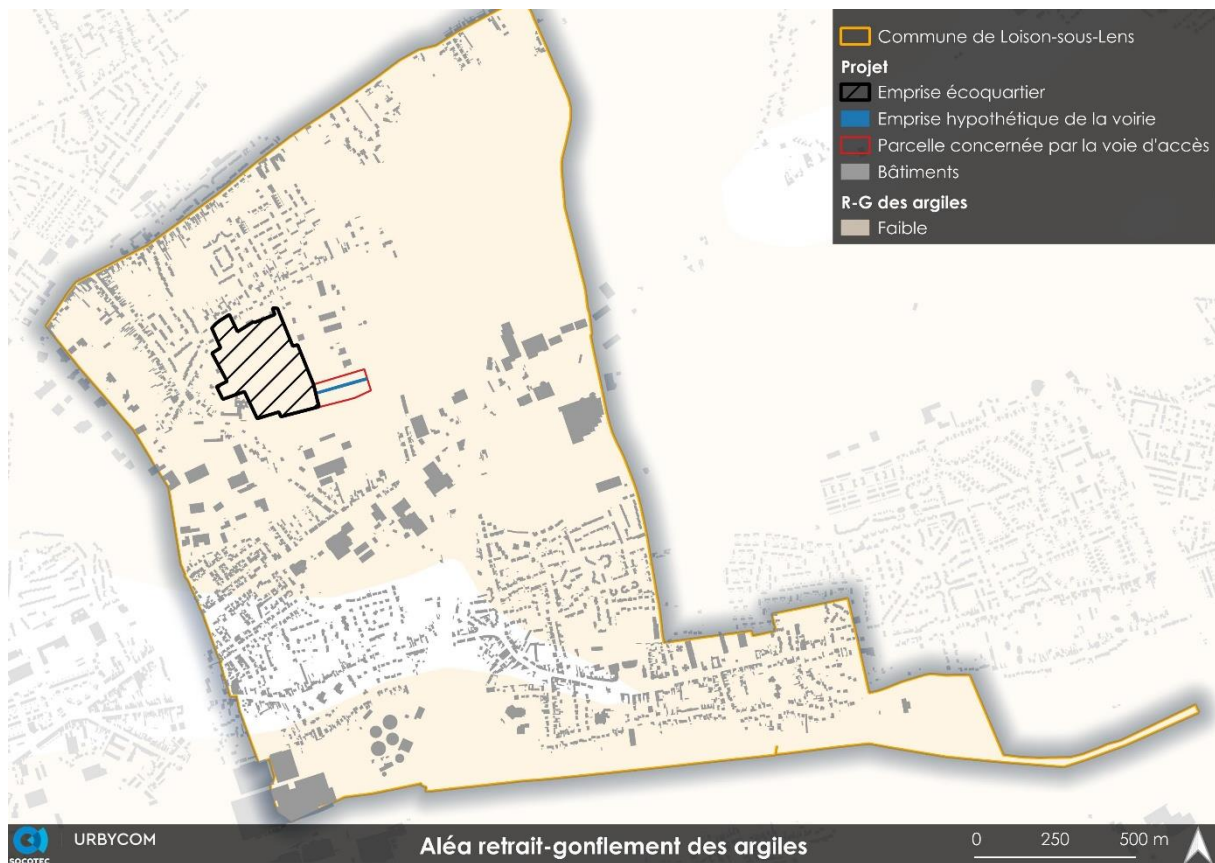 Commune de Loison-sous-Lens
Projet
Emprise écoquartier
Emprise hypothétique de la voirie
Parcelle concernée par la voie d'accès
Bâtiments
R-G des argiles
Faible
SOCOTEC
URBYCOM
Aléa retrait-gonflement des argiles
0 250 500 m